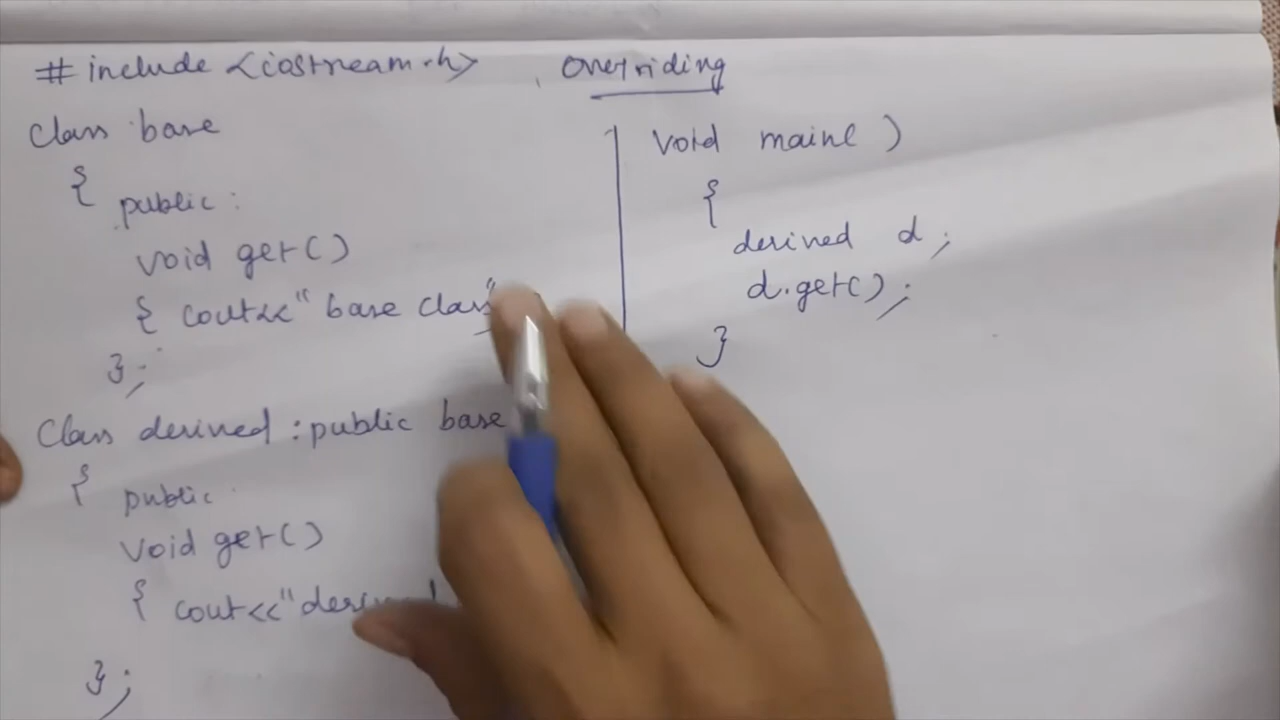 # include <iostream.h>
Overriding
Class base
{ public:
void get()
{ cout<<" base class"
};
Class derived : public base
{ public
void get()
{ cout<<"
};
void main()
{
derived d;
d.get();
}